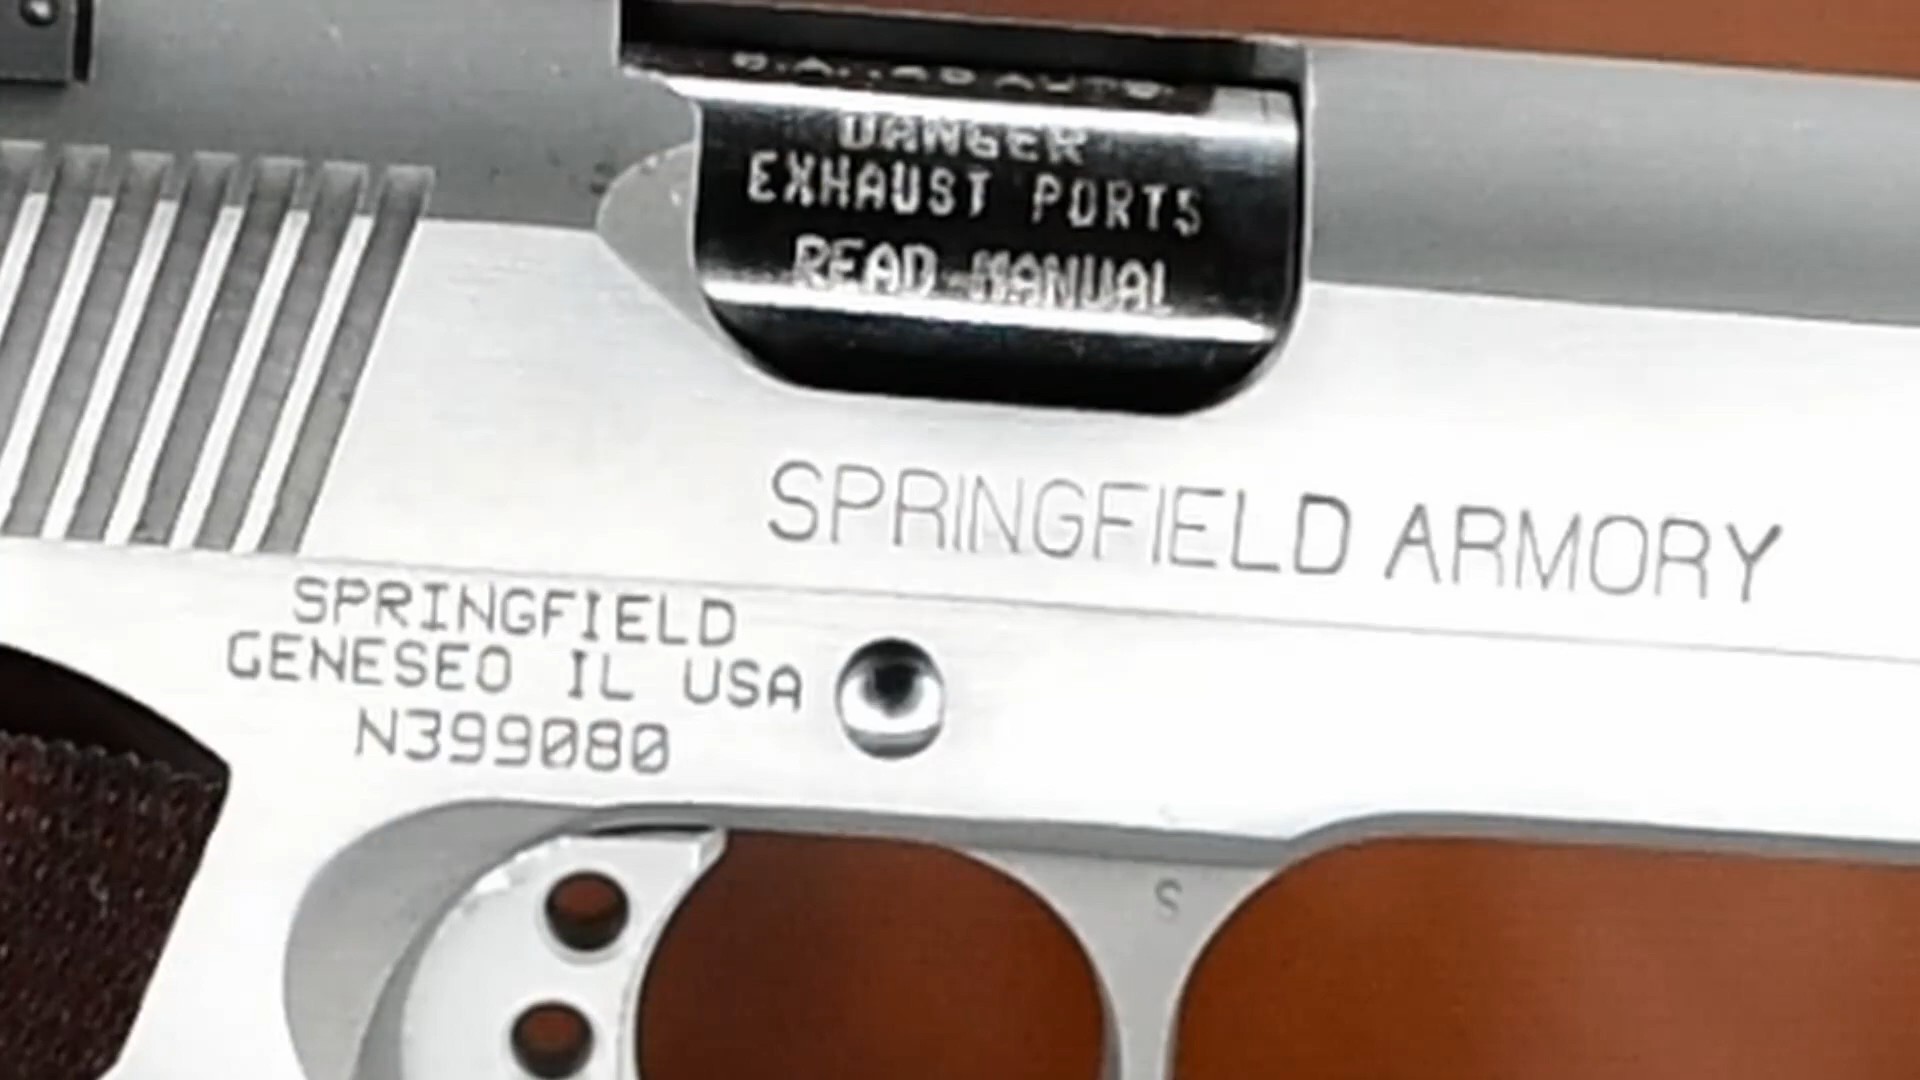 DANGER
EXHAUST PORTS
READ MANUAL
SPRINGFIELD ARMORY
SPRINGFIELD
GENESEO IL USA
N399080
S